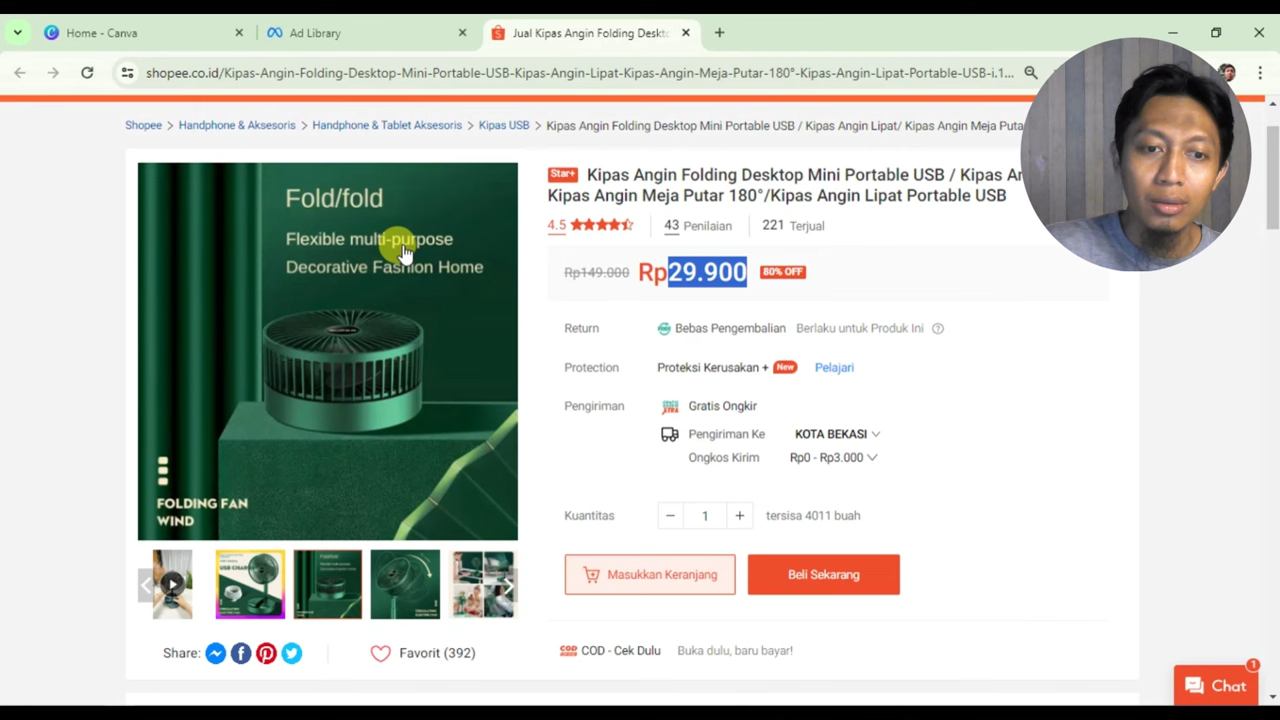 Home - Canva
Ad Library
Jual Kipas Angin Folding Deskto
shopee.co.id/Kipas-Angin-Folding-Desktop-Mini-Portable-USB-Kipas-Angin-Lipat-Kipas-Angin-Meja-Putar-180°-Kipas-Angin-Lipat-Portable-USB-i.1...
Shopee > Handphone & Aksesoris > Handphone & Tablet Aksesoris > Kipas USB > Kipas Angin Folding Desktop Mini Portable USB / Kipas Angin Lipat/ Kipas Angin Meja Puta
Fold/fold
Flexible multi-purpose
Decorative Fashion Home
FOLDING FAN
WIND
Share:
Favorit (392)
Star+ Kipas Angin Folding Desktop Mini Portable USB / Kipas An
Kipas Angin Meja Putar 180°/Kipas Angin Lipat Portable USB
4.5 43 Penilaian 221 Terjual
Rp149.000 Rp29.900 80% OFF
Return Bebas Pengembalian Berlaku untuk Produk Ini
Protection Proteksi Kerusakan + New Pelajari
Pengiriman Gratis Ongkir
Pengiriman Ke KOTA BEKASI
Ongkos Kirim Rp0 - Rp3.000
Kuantitas 1 tersisa 4011 buah
Masukkan Keranjang Beli Sekarang
COD - Cek Dulu Buka dulu, baru bayar!
Chat 1